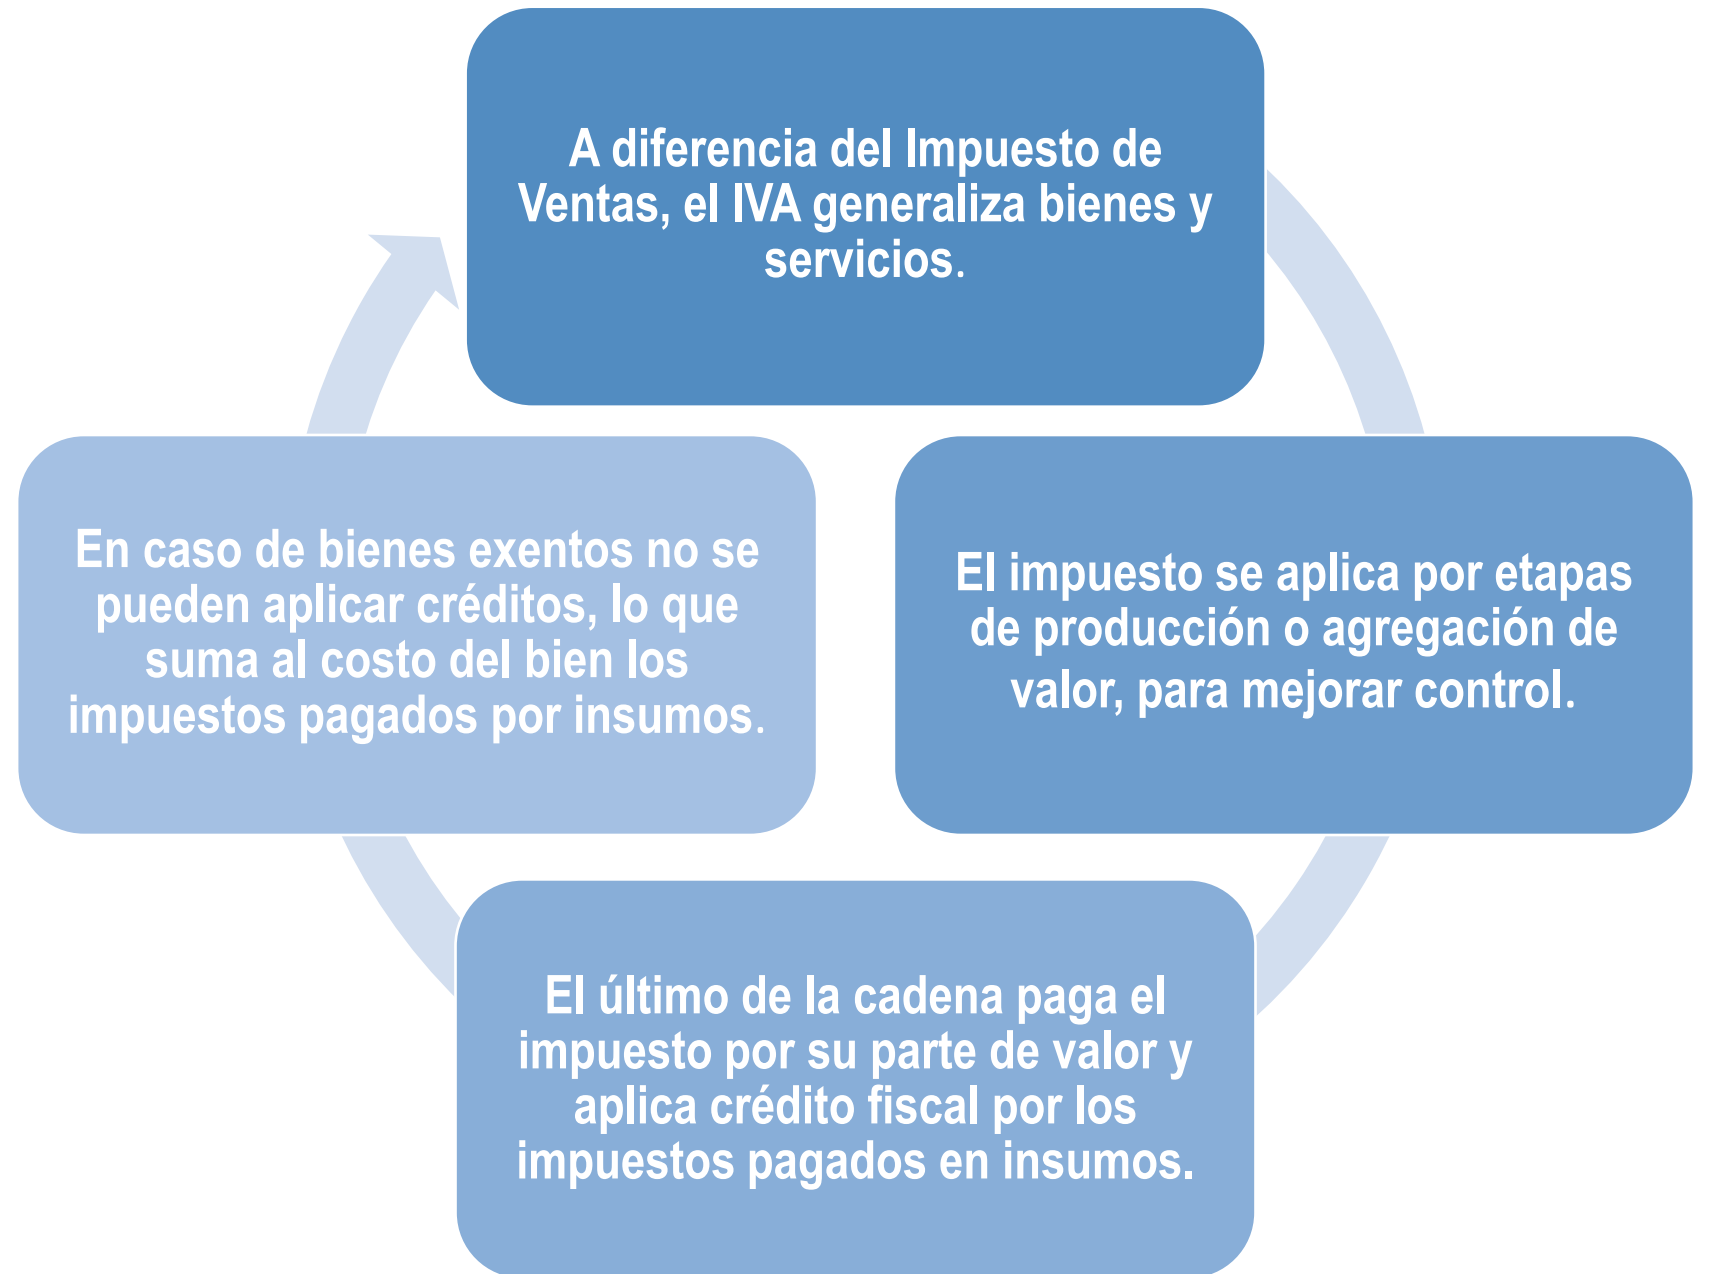 A diferencia del Impuesto de
Ventas, el IVA generaliza bienes y
servicios.
El impuesto se aplica por etapas
de producción o agregación de
valor, para mejorar control.
El último de la cadena paga el
impuesto por su parte de valor y
aplica crédito fiscal por los
impuestos pagados en insumos.
En caso de bienes exentos no se
pueden aplicar créditos, lo que
suma al costo del bien los
impuestos pagados por insumos.